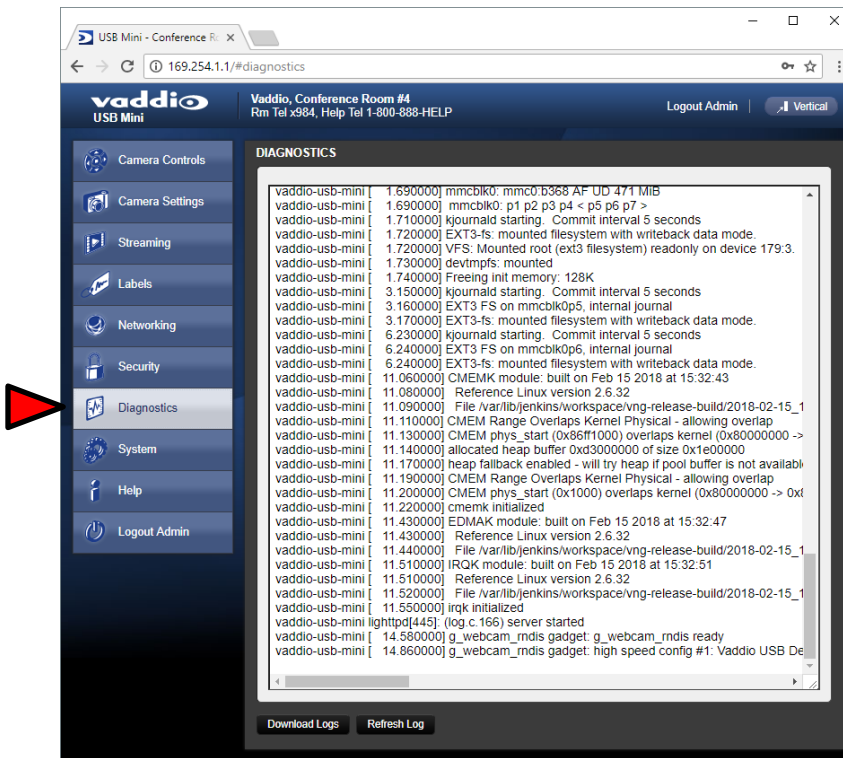 USB Mini - Conference Ro
169.254.1.1/#diagnostics
vaddio
USB Mini
Vaddio, Conference Room #4
Rm Tel x984, Help Tel 1-800-888-HELP
Logout Admin
Vertical
Camera Controls
Camera Settings
Streaming
Labels
Networking
Security
Diagnostics
System
Help
Logout Admin
DIAGNOSTICS
vaddio-usb-mini [ 1.690000] mmcblk0: mmc0:b368 AF UD 471 MiB
vaddio-usb-mini [ 1.690000] mmcblk0: p1 p2 p3 p4 < p5 p6 p7 >
vaddio-usb-mini [ 1.710000] kjournald starting. Commit interval 5 seconds
vaddio-usb-mini [ 1.720000] EXT3-fs: mounted filesystem with writeback data mode.
vaddio-usb-mini [ 1.720000] VFS: Mounted root (ext3 filesystem) readonly on device 179:3.
vaddio-usb-mini [ 1.730000] devtmpfs: mounted
vaddio-usb-mini [ 1.740000] Freeing init memory: 128K
vaddio-usb-mini [ 3.150000] kjournald starting. Commit interval 5 seconds
vaddio-usb-mini [ 3.160000] EXT3 FS on mmcblk0p5, internal journal
vaddio-usb-mini [ 3.170000] EXT3-fs: mounted filesystem with writeback data mode.
vaddio-usb-mini [ 6.230000] kjournald starting. Commit interval 5 seconds
vaddio-usb-mini [ 6.240000] EXT3 FS on mmcblk0p6, internal journal
vaddio-usb-mini [ 6.240000] EXT3-fs: mounted filesystem with writeback data mode.
vaddio-usb-mini [ 11.060000] CMEMK module: built on Feb 15 2018 at 15:32:43
vaddio-usb-mini [ 11.080000] Reference Linux version 2.6.32
vaddio-usb-mini [ 11.090000] File /var/lib/jenkins/workspace/vng-release-build/2018-02-15_1
vaddio-usb-mini [ 11.110000] CMEM Range Overlaps Kernel Physical - allowing overlap
vaddio-usb-mini [ 11.130000] CMEM phys_start (0x86ff1000) overlaps kernel (0x80000000 ->
vaddio-usb-mini [ 11.140000] allocated heap buffer 0xd3000000 of size 0x1e00000
vaddio-usb-mini [ 11.170000] heap fallback enabled - will try heap if pool buffer is not availabl
vaddio-usb-mini [ 11.190000] CMEM Range Overlaps Kernel Physical - allowing overlap
vaddio-usb-mini [ 11.200000] CMEM phys_start (0x1000) overlaps kernel (0x80000000 -> 0x8
vaddio-usb-mini [ 11.220000] cmemk initialized
vaddio-usb-mini [ 11.430000] EDMAK module: built on Feb 15 2018 at 15:32:47
vaddio-usb-mini [ 11.430000] Reference Linux version 2.6.32
vaddio-usb-mini [ 11.440000] File /var/lib/jenkins/workspace/vng-release-build/2018-02-15_1
vaddio-usb-mini [ 11.510000] IRQK module: built on Feb 15 2018 at 15:32:51
vaddio-usb-mini [ 11.510000] Reference Linux version 2.6.32
vaddio-usb-mini [ 11.520000] File /var/lib/jenkins/workspace/vng-release-build/2018-02-15_1
vaddio-usb-mini [ 11.550000] irqk initialized
vaddio-usb-mini lighttpd[445]: (log.c.166) server started
vaddio-usb-mini [ 14.580000] g_webcam_rndis gadget: g_webcam_rndis ready
vaddio-usb-mini [ 14.860000] g_webcam_rndis gadget: high speed config #1: Vaddio USB De
Download Logs
Refresh Log